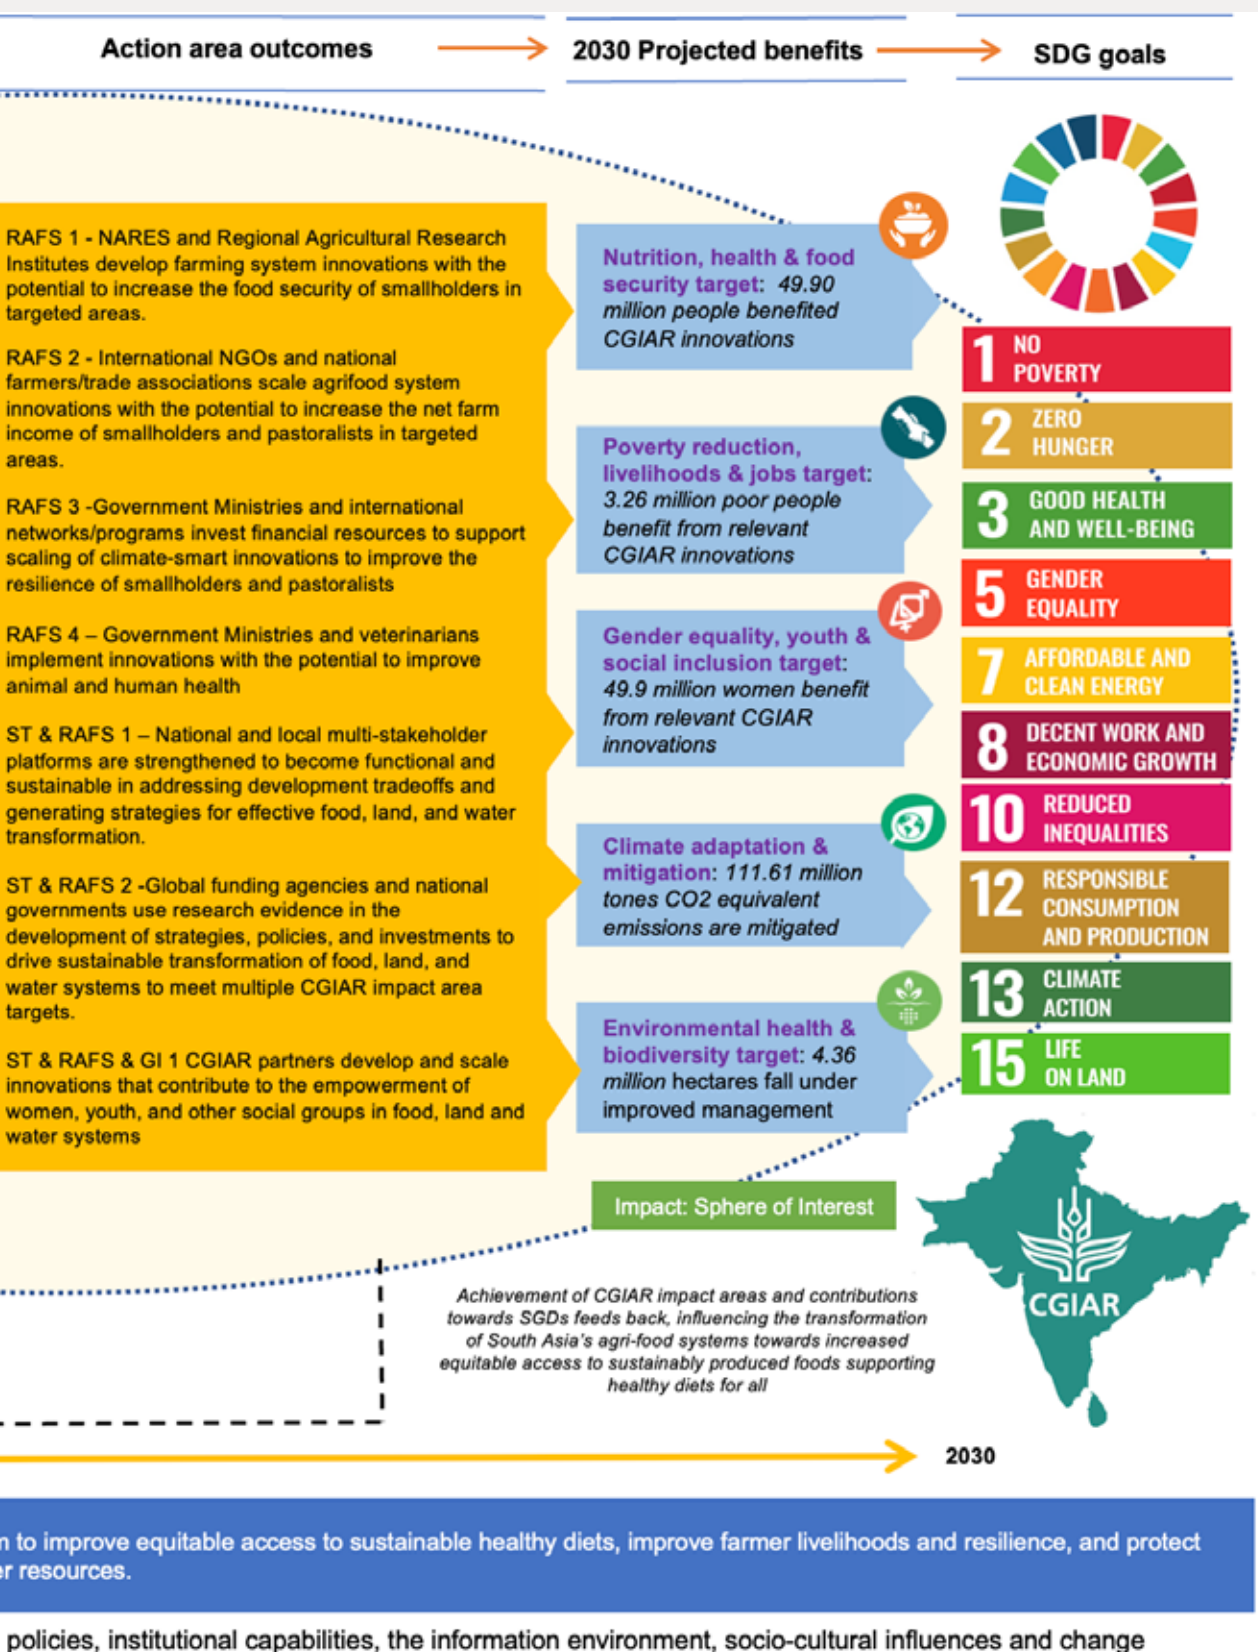 Action area outcomes
2030 Projected benefits
SDG goals
RAFS 1 - NARES and Regional Agricultural Research
Institutes develop farming system innovations with the
potential to increase the food security of smallholders in
targeted areas.
RAFS 2 - International NGOs and national
farmers/trade associations scale agrifood system
innovations with the potential to increase the net farm
income of smallholders and pastoralists in targeted
areas.
RAFS 3 -Government Ministries and international
networks/programs invest financial resources to support
scaling of climate-smart innovations to improve the
resilience of smallholders and pastoralists
RAFS 4 – Government Ministries and veterinarians
implement innovations with the potential to improve
animal and human health
ST & RAFS 1 – National and local multi-stakeholder
platforms are strengthened to become functional and
sustainable in addressing development tradeoffs and
generating strategies for effective food, land, and water
transformation.
ST & RAFS 2 -Global funding agencies and national
governments use research evidence in the
development of strategies, policies, and investments to
drive sustainable transformation of food, land, and
water systems to meet multiple CGIAR impact area
targets.
ST & RAFS & GI 1 CGIAR partners develop and scale
innovations that contribute to the empowerment of
women, youth, and other social groups in food, land and
water systems
Nutrition, health & food
security target: 49.90
million people benefited
CGIAR innovations
Poverty reduction,
livelihoods & jobs target:
3.26 million poor people
benefit from relevant
CGIAR innovations
Gender equality, youth &
social inclusion target:
49.9 million women benefit
from relevant CGIAR
innovations
Climate adaptation &
mitigation: 111.61 million
tones CO2 equivalent
emissions are mitigated
Environmental health &
biodiversity target: 4.36
million hectares fall under
improved management
1 NO
POVERTY
2 ZERO
HUNGER
3 GOOD HEALTH
AND WELL-BEING
5 GENDER
EQUALITY
7 AFFORDABLE AND
CLEAN ENERGY
8 DECENT WORK AND
ECONOMIC GROWTH
10 REDUCED
INEQUALITIES
12 RESPONSIBLE
CONSUMPTION
AND PRODUCTION
13 CLIMATE
ACTION
15 LIFE
ON LAND
Impact: Sphere of Interest
CGIAR
Achievement of CGIAR impact areas and contributions
towards SGDs feeds back, influencing the transformation
of South Asia's agri-food systems towards increased
equitable access to sustainably produced foods supporting
healthy diets for all
2030
to improve equitable access to sustainable healthy diets, improve farmer livelihoods and resilience, and protect
resources.
policies, institutional capabilities, the information environment, socio-cultural influences and change